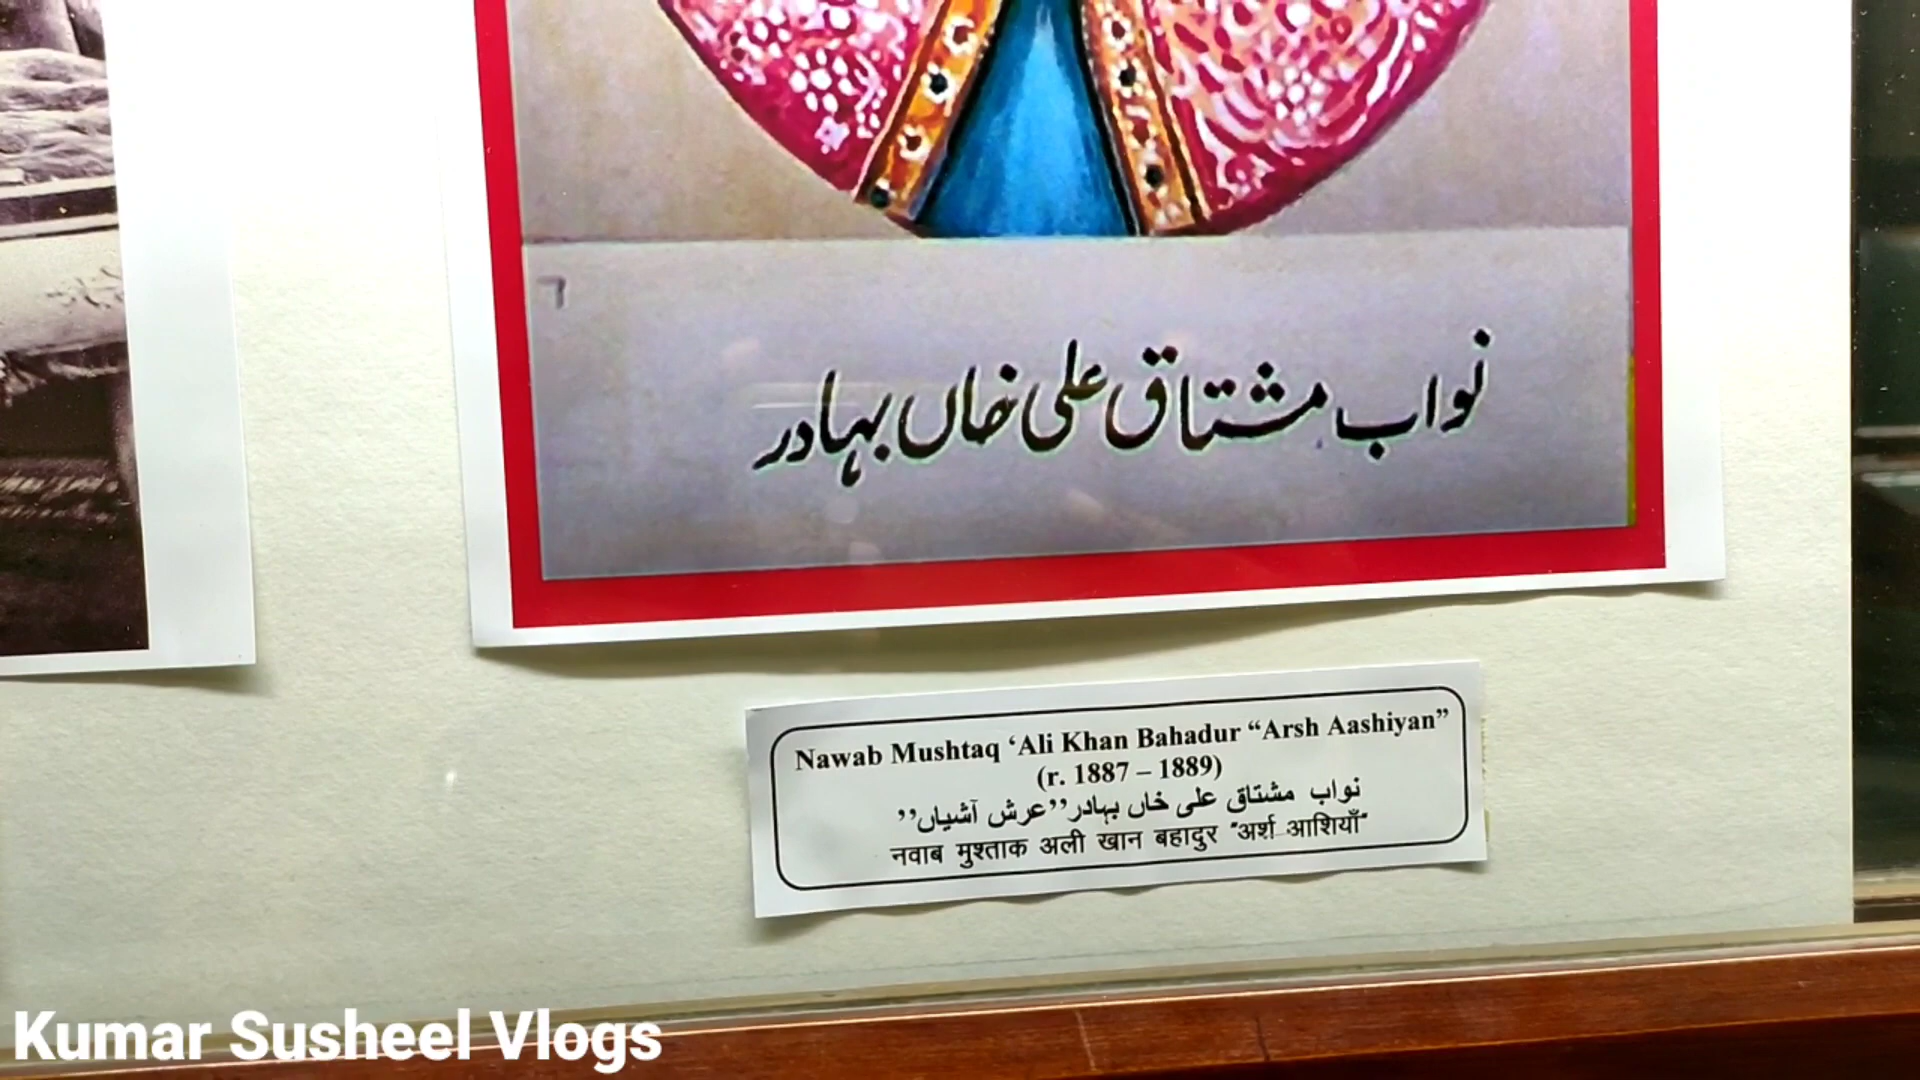 نواب مشتاق علی خاں بہادر
Nawab Mushtaq ‘Ali Khan Bahadur “Arsh Aashiyan”
(r. 1887 – 1889)
نواب مشتاق علی خاں بہادر’’عرش آشیاں’’
नवाब मुश्ताक अली खान बहादुर "अर्श आशियाँ"
Kumar Susheel Vlogs